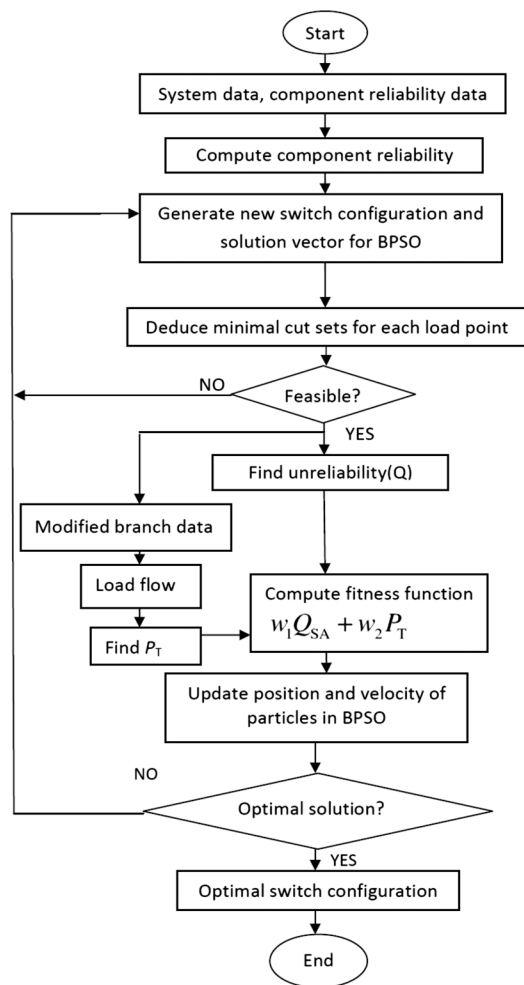 Start
System data, component reliability data
Compute component reliability
Generate new switch configuration and
solution vector for BPSO
Deduce minimal cut sets for each load point
NO
Feasible?
YES
Find unreliability(Q)
Modified branch data
Load flow
Compute fitness function
w₁Q_SA + w₂P_T
Find P_T
Update position and velocity of
particles in BPSO
NO
Optimal solution?
YES
Optimal switch configuration
End